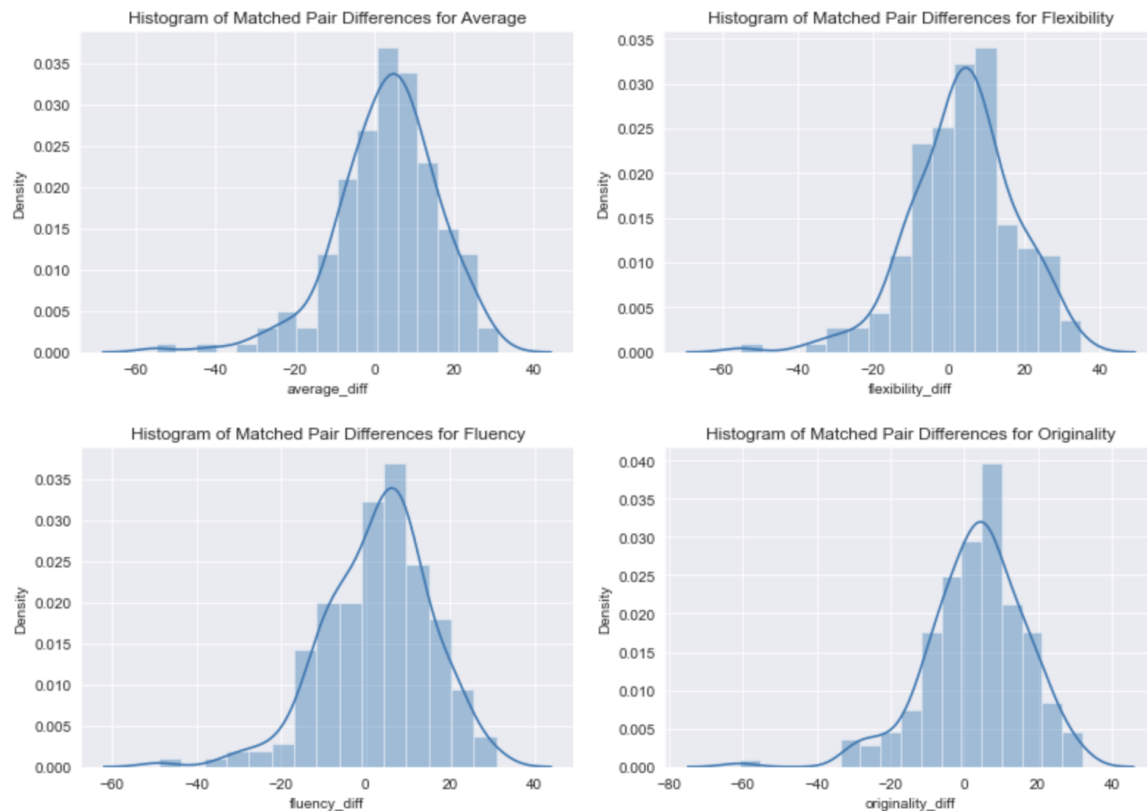 Histogram of Matched Pair Differences for Average
0.035
0.030
0.025
0.020
0.015
0.010
0.005
0.000
Density
−60 −40 −20 0 20 40
average_diff
Histogram of Matched Pair Differences for Flexibility
0.035
0.030
0.025
0.020
0.015
0.010
0.005
0.000
Density
−60 −40 −20 0 20 40
flexibility_diff
Histogram of Matched Pair Differences for Fluency
0.035
0.030
0.025
0.020
0.015
0.010
0.005
0.000
Density
−60 −40 −20 0 20 40
fluency_diff
Histogram of Matched Pair Differences for Originality
0.040
0.035
0.030
0.025
0.020
0.015
0.010
0.005
0.000
Density
−80 −60 −40 −20 0 20 40
originality_diff